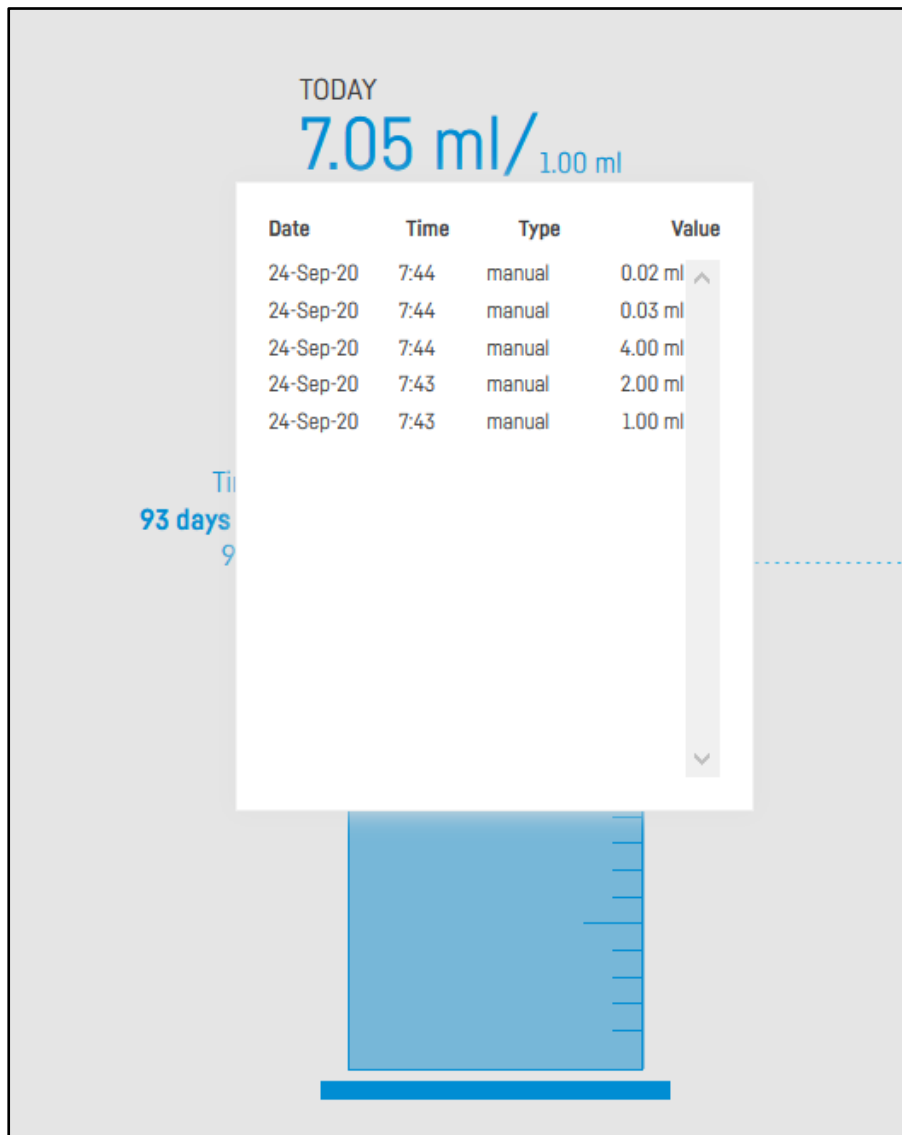 TODAY
7.05 ml/ 1.00 ml
Date Time Type Value
24-Sep-20 7:44 manual 0.02 ml
24-Sep-20 7:44 manual 0.03 ml
24-Sep-20 7:44 manual 4.00 ml
24-Sep-20 7:43 manual 2.00 ml
24-Sep-20 7:43 manual 1.00 ml
93 days
9